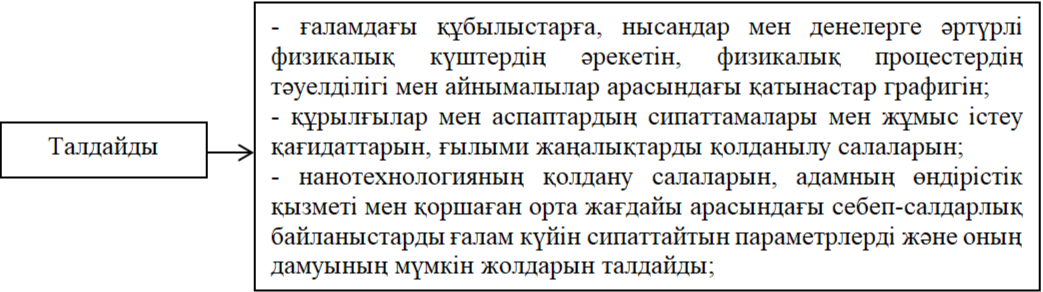 Талдайды
- ғаламдағы құбылыстарға, нысандар мен денелерге әртүрлі
физикалық күштердің әрекетін, физикалық процестердің
тәуелділігі мен айнымалылар арасындағы қатынастар графигін;
- құрылғылар мен аспаптардың сипаттамалары мен жұмыс істеу
қағидаттарын, ғылыми жаңалықтарды қолданылу салаларын;
- нанотехнологияның қолдану салаларын, адамның өндірістік
қызметі мен қоршаған орта жағдайы арасындағы себеп-салдарлық
байланыстарды ғалам күйін сипаттайтын параметрлерді және оның
дамуының мүмкін жолдарын талдайды;